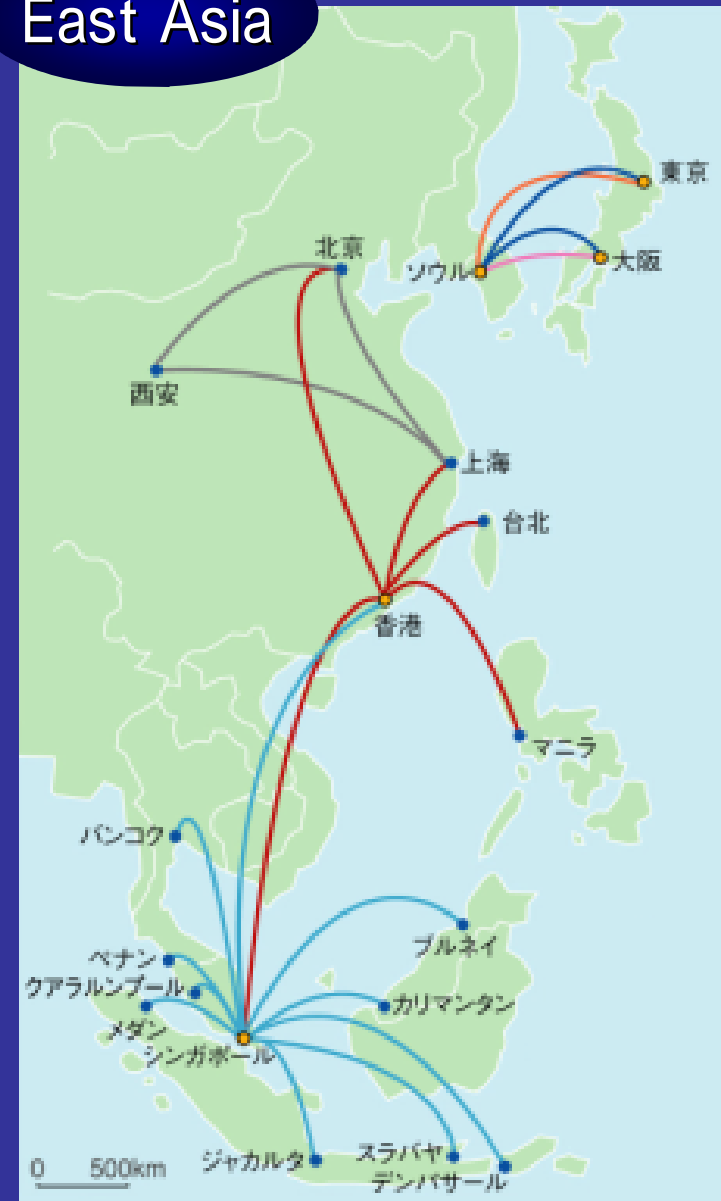 East Asia
東京
北京
ソウル
大阪
西安
上海
台北
香港
マニラ
バンコク
ブルネイ
ペナン
クアラルンプール
カリマンタン
メダン
シンガポール
ジャカルタ
スラバヤ
デンパサール
0 500km